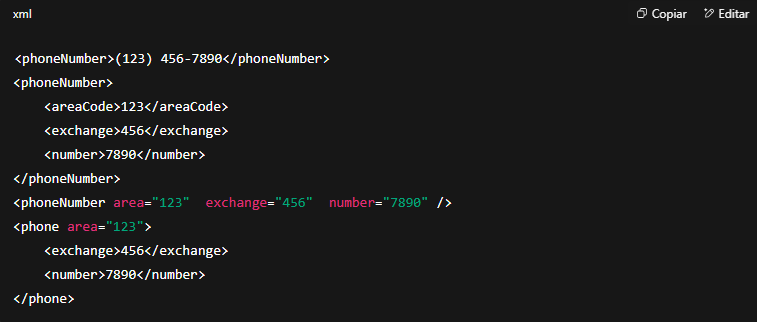 xml
Copiar
Editar
<phoneNumber>(123) 456-7890</phoneNumber>
<phoneNumber>
    <areaCode>123</areaCode>
    <exchange>456</exchange>
    <number>7890</number>
</phoneNumber>
<phoneNumber area="123"  exchange="456"  number="7890" />
<phone area="123">
    <exchange>456</exchange>
    <number>7890</number>
</phone>